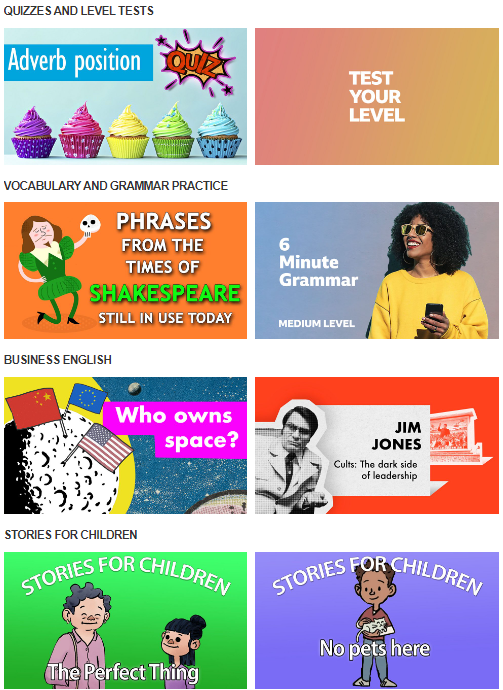 QUIZZES AND LEVEL TESTS
Adverb position
QUIZ
TEST
YOUR
LEVEL
VOCABULARY AND GRAMMAR PRACTICE
PHRASES
FROM THE
TIMES OF
SHAKESPEARE
STILL IN USE TODAY
6
Minute
Grammar
MEDIUM LEVEL
BUSINESS ENGLISH
Who owns
space?
JIM
JONES
Cults: The dark side
of leadership
STORIES FOR CHILDREN
STORIES FOR CHILDREN
The Perfect Thing
STORIES FOR CHILDREN
No pets here